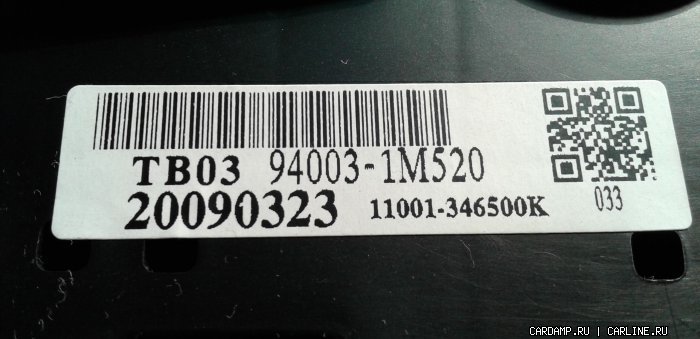 TB03 94003-1M520
20090323 11001-346500K
033
CARDAMP.RU | CARLINE.RU